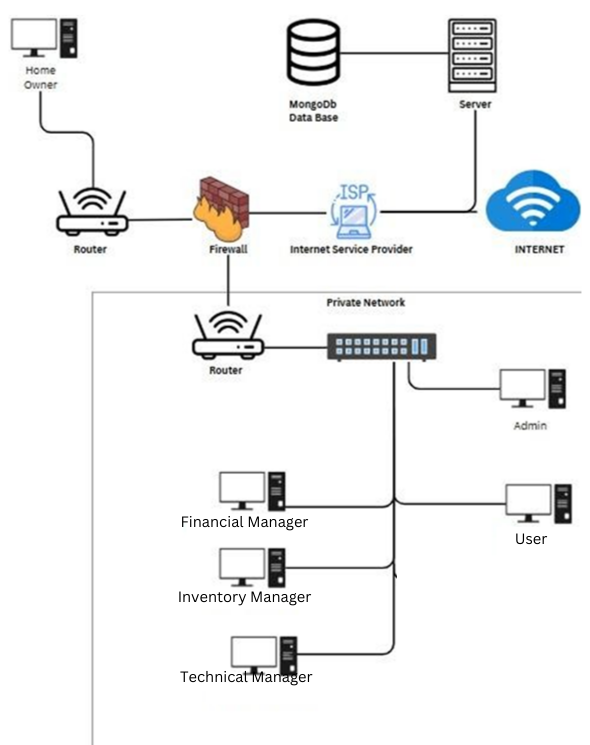 Home
Owner
MongoDb
Data Base
Server
ISP
Router
Firewall
Internet Service Provider
INTERNET
Private Network
Router
Admin
Financial Manager
User
Inventory Manager
Technical Manager